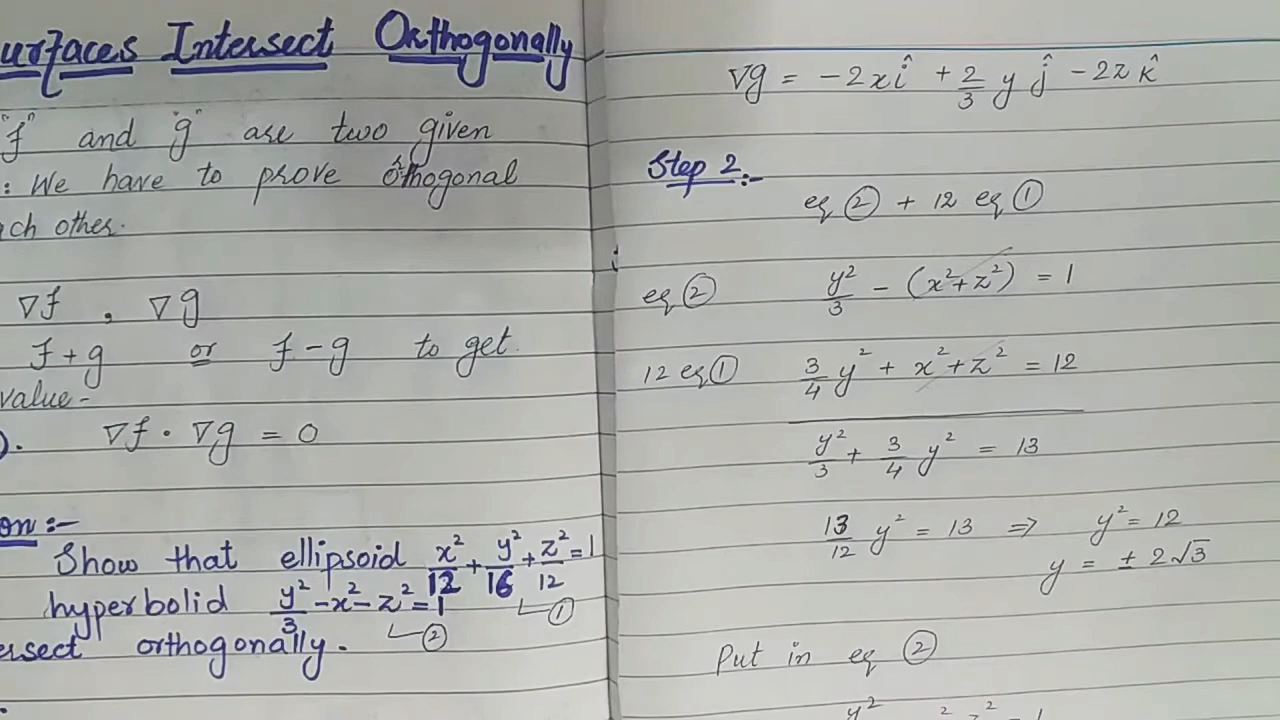 urfaces Intersect Orthogonally
"f" and "g" are two given
: We have to prove Orthogonal
ch other.
∇f , ∇g
f + g or f - g to get
value -
). ∇f · ∇g = 0
on :-
Show that ellipsoid x²/12 + y²/16 + z²/12 = 1
①
hyperbolid y²/3 - x² - z² = 1
②
ersect orthogonally.
∇g = -2x î + 2/3 y ĵ - 2z k̂
Step 2 :-
eq ② + 12 eq ①
eq ② y²/3 - (x² + z²) = 1
12 eq ① 3/4 y² + x² + z² = 12
y²/3 + 3/4 y² = 13
13/12 y² = 13 ⇒ y² = 12
y = ± 2√3
Put in eq ②